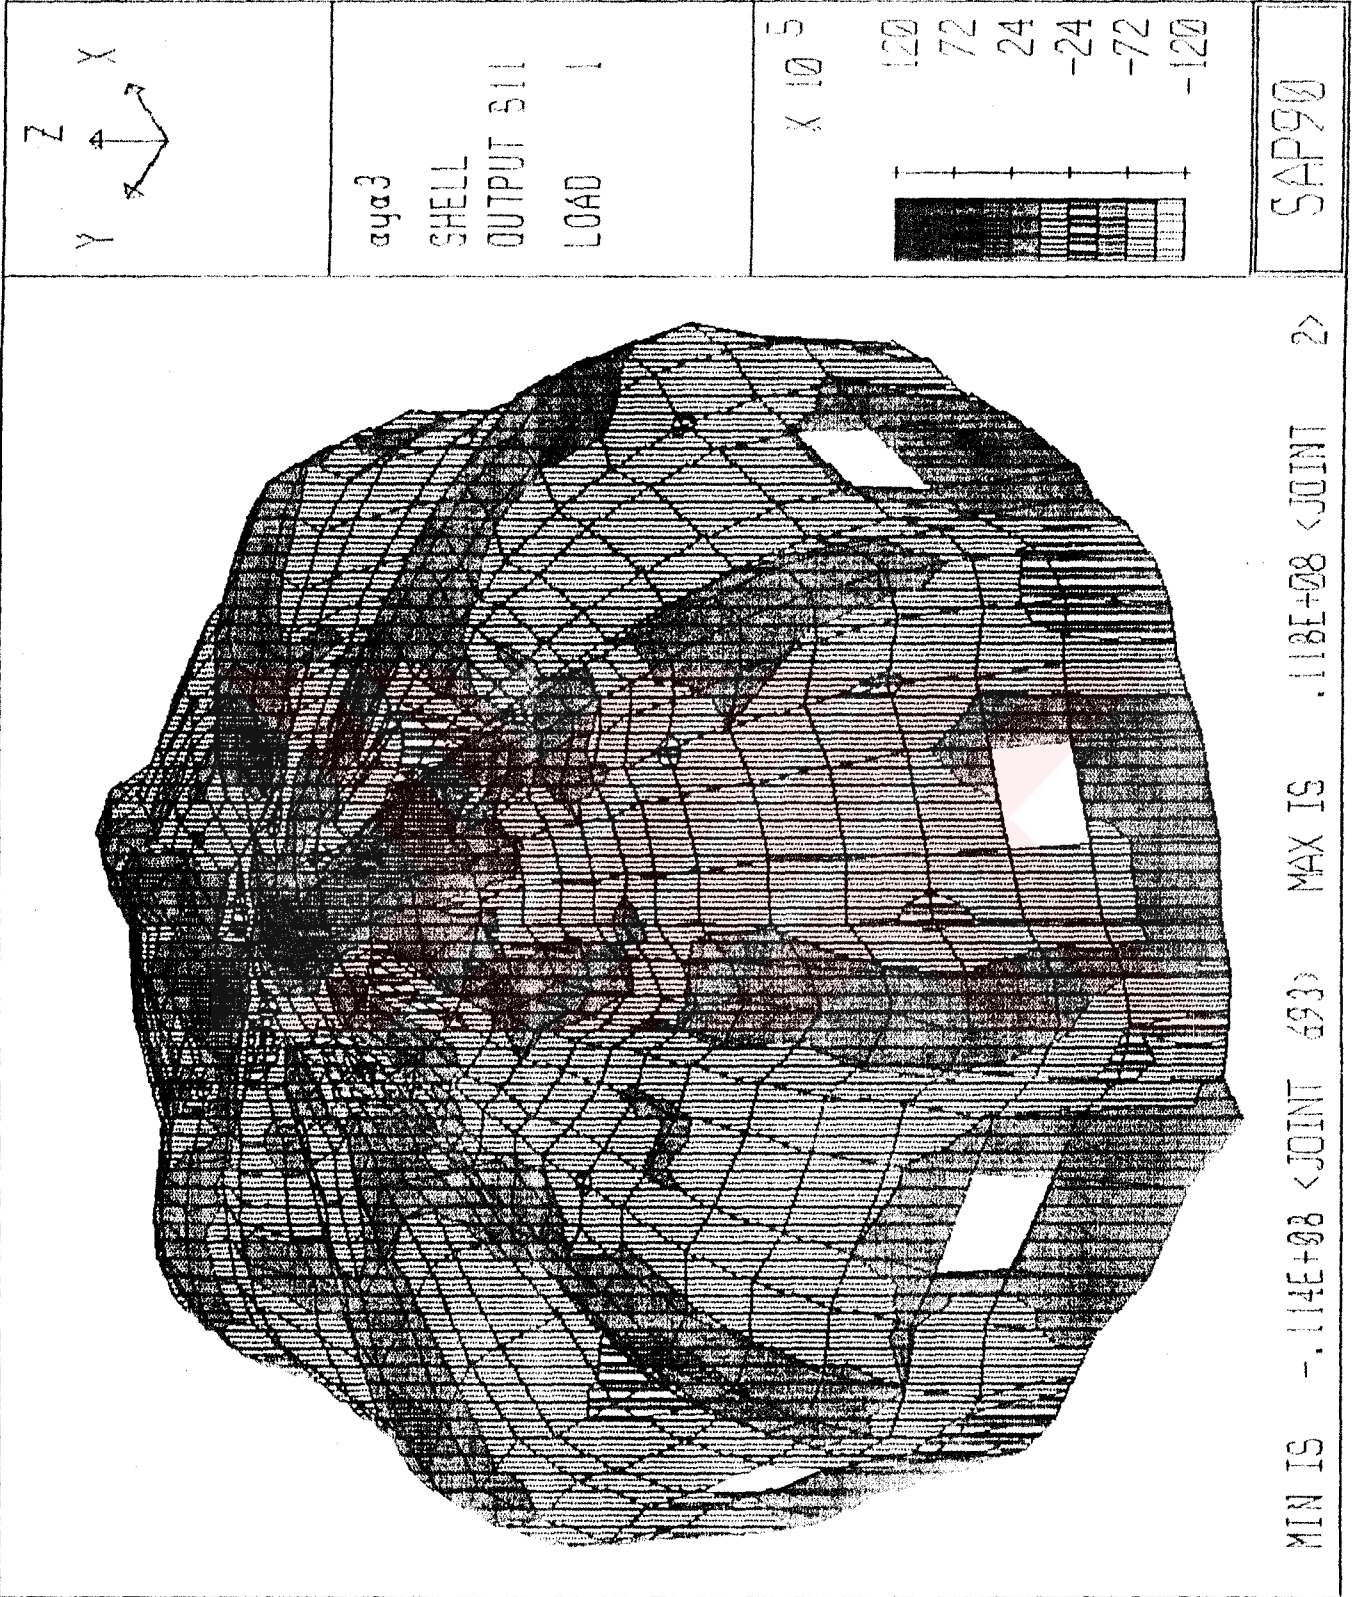 Z
Y X
aya3
SHELL
OUTPUT S11
LOAD 1
X 10 5
120
72
24
-24
-72
-120
SAP90
MIN IS -.114E+08 <JOINT 693> MAX IS .118E+08 <JOINT 2>